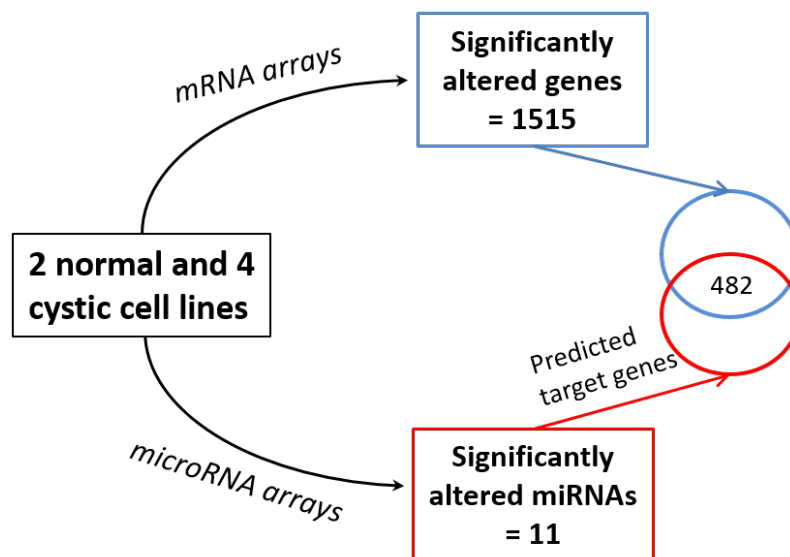 mRNA arrays
Significantly
altered genes
= 1515
2 normal and 4
cystic cell lines
482
Predicted
target genes
microRNA arrays
Significantly
altered miRNAs
= 11